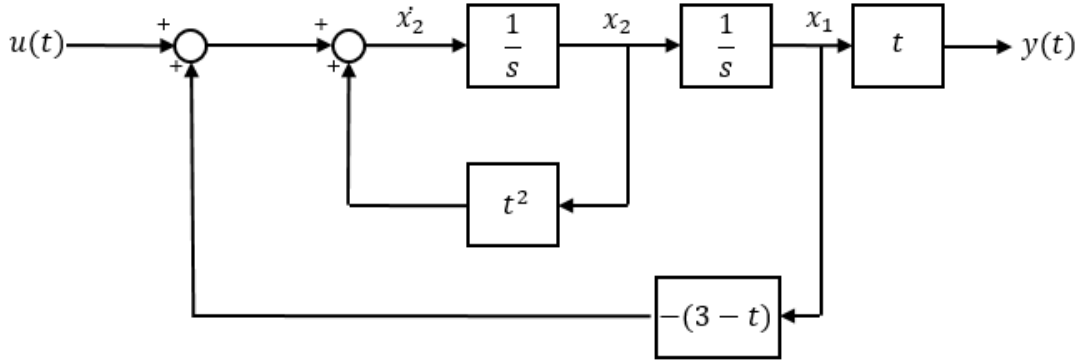 u(t) + + + + ẋ₂ 1/s x₂ 1/s x₁ t y(t)
t²
−(3 − t)